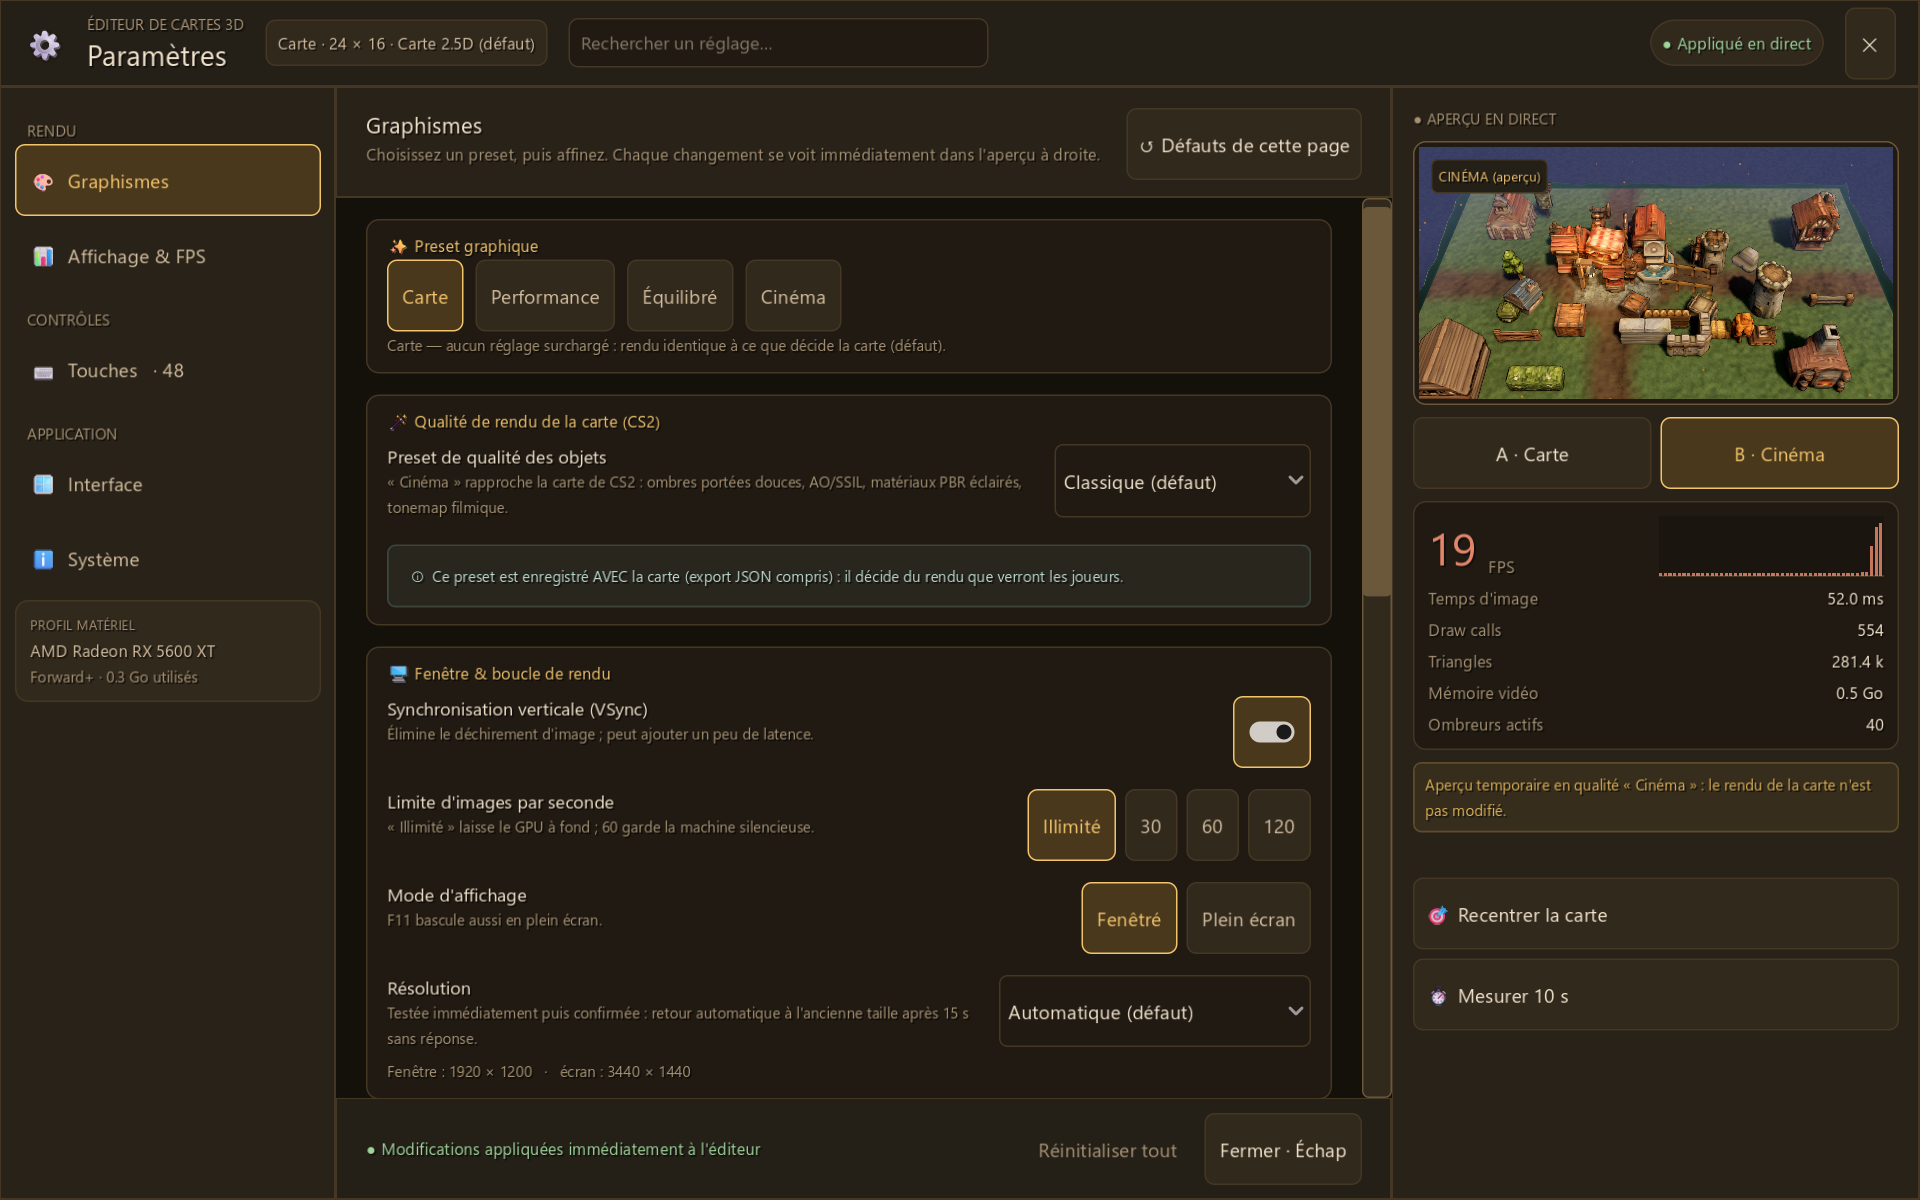 ÉDITEUR DE CARTES 3D
Paramètres
Carte · 24 × 16 · Carte 2.5D (défaut)
Rechercher un réglage...
● Appliqué en direct
RENDU
Graphismes
Affichage & FPS
CONTRÔLES
Touches · 48
APPLICATION
Interface
Système
PROFIL MATÉRIEL
AMD Radeon RX 5600 XT
Forward+ · 0.3 Go utilisés
Graphismes
Choisissez un preset, puis affinez. Chaque changement se voit immédiatement dans l'aperçu à droite.
↺ Défauts de cette page
Preset graphique
Carte
Performance
Équilibré
Cinéma
Carte — aucun réglage surchargé : rendu identique à ce que décide la carte (défaut).
Qualité de rendu de la carte (CS2)
Preset de qualité des objets
« Cinéma » rapproche la carte de CS2 : ombres portées douces, AO/SSIL, matériaux PBR éclairés,
tonemap filmique.
Classique (défaut)
Ce preset est enregistré AVEC la carte (export JSON compris) : il décide du rendu que verront les joueurs.
Fenêtre & boucle de rendu
Synchronisation verticale (VSync)
Élimine le déchirement d'image ; peut ajouter un peu de latence.
Limite d'images par seconde
« Illimité » laisse le GPU à fond ; 60 garde la machine silencieuse.
Illimité
30
60
120
Mode d'affichage
F11 bascule aussi en plein écran.
Fenêtré
Plein écran
Résolution
Testée immédiatement puis confirmée : retour automatique à l'ancienne taille après 15 s
sans réponse.
Automatique (défaut)
Fenêtre : 1920 × 1200 · écran : 3440 × 1440
● Modifications appliquées immédiatement à l'éditeur
Réinitialiser tout
Fermer · Échap
● APERÇU EN DIRECT
CINÉMA (aperçu)
A · Carte
B · Cinéma
19 FPS
Temps d'image 52.0 ms
Draw calls 554
Triangles 281.4 k
Mémoire vidéo 0.5 Go
Ombreurs actifs 40
Aperçu temporaire en qualité « Cinéma » : le rendu de la carte n'est
pas modifié.
Recentrer la carte
Mesurer 10 s